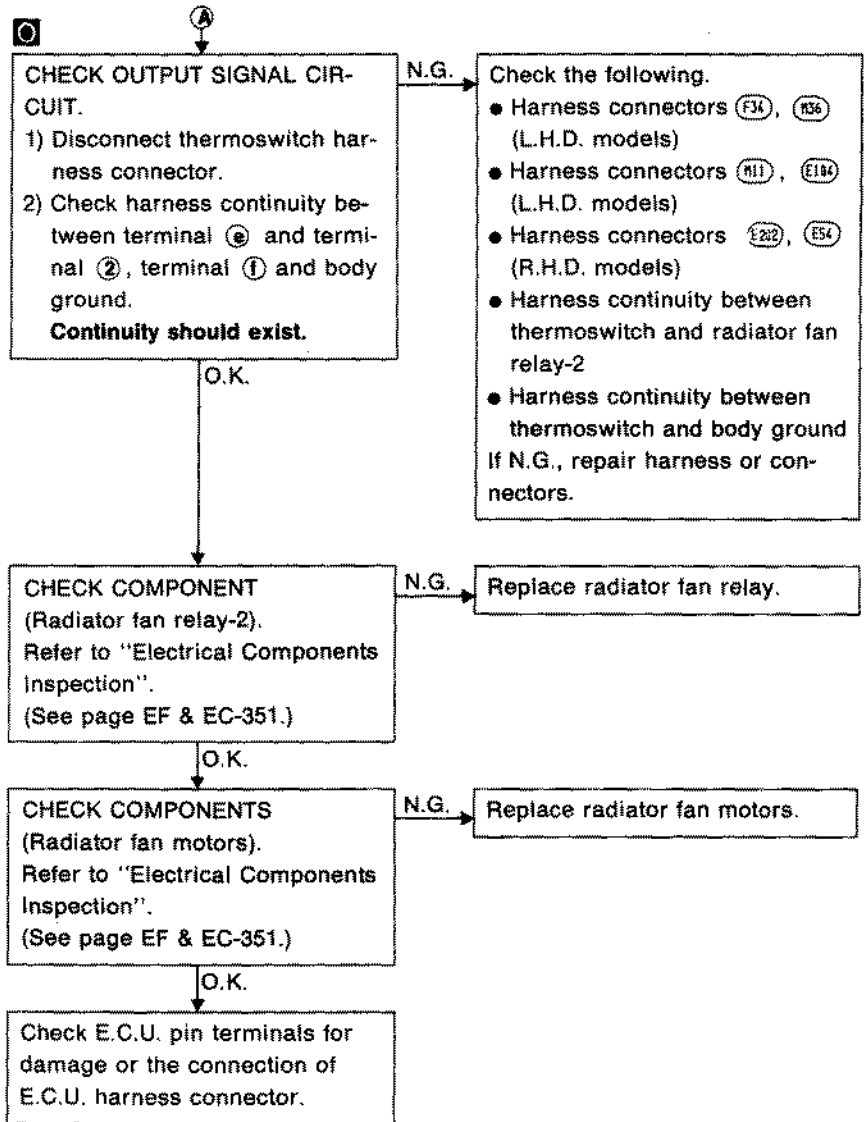 A
O
CHECK OUTPUT SIGNAL CIR-
CUIT.
1) Disconnect thermoswitch har-
ness connector.
2) Check harness continuity be-
tween terminal e and termi-
nal 2, terminal f and body
ground.
Continuity should exist.
N.G.
Check the following.
● Harness connectors F34, M36
(L.H.D. models)
● Harness connectors M11, E104
(L.H.D. models)
● Harness connectors E202, E54
(R.H.D. models)
● Harness continuity between
thermoswitch and radiator fan
relay-2
● Harness continuity between
thermoswitch and body ground
If N.G., repair harness or con-
nectors.
O.K.
CHECK COMPONENT
(Radiator fan relay-2).
Refer to "Electrical Components
Inspection".
(See page EF & EC-351.)
N.G.
Replace radiator fan relay.
O.K.
CHECK COMPONENTS
(Radiator fan motors).
Refer to "Electrical Components
Inspection".
(See page EF & EC-351.)
N.G.
Replace radiator fan motors.
O.K.
Check E.C.U. pin terminals for
damage or the connection of
E.C.U. harness connector.